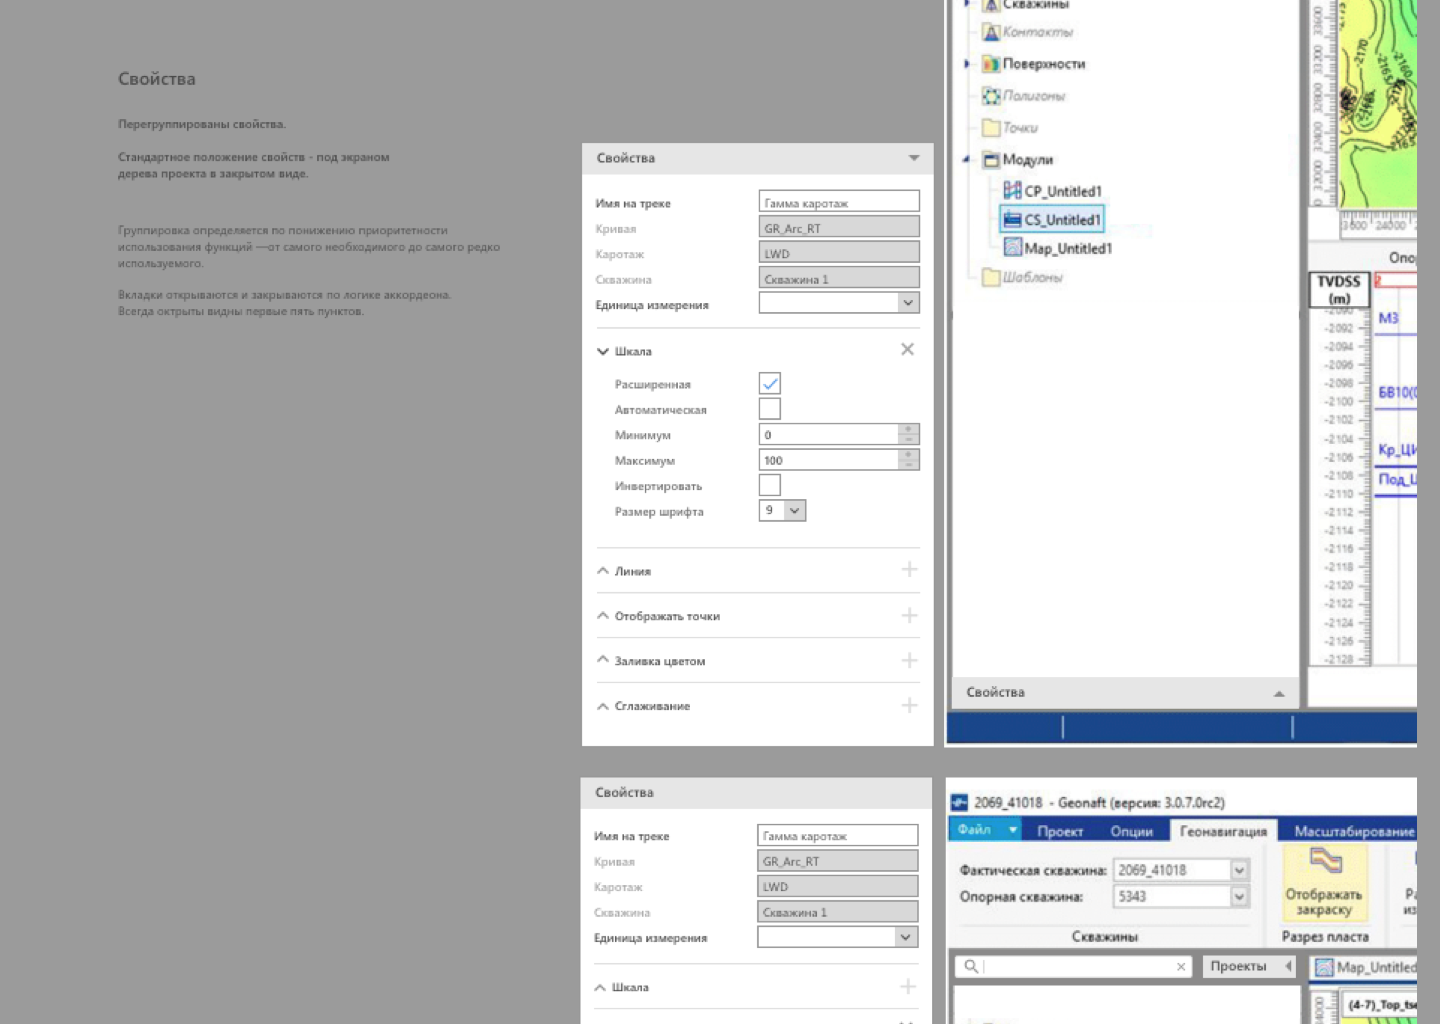 Свойства
Перегруппированы свойства.
Стандартное положение свойств - под экраном
дерева проекта в закрытом виде.
Группировка определяется по понижению приоритетности
использования функций —от самого необходимого до самого редко
используемого.
Вкладки открываются и закрываются по логике аккордеона.
Всегда октрыты видны первые пять пунктов.
Свойства
Имя на треке
Гамма каротаж
Кривая
GR_Arc_RT
Каротаж
LWD
Скважина
Скважина 1
Единица измерения
Шкала
Расширенная
Автоматическая
Минимум
0
Максимум
100
Инвертировать
Размер шрифта
9
Линия
Отображать точки
Заливка цветом
Сглаживание
Скважины
Контакты
Поверхности
Полигоны
Точки
Модули
CP_Untitled1
CS_Untitled1
Map_Untitled1
Шаблоны
Свойства
33600
33200
32800
32400
32000
-2170
-2160
-2165
24000
TVDSS
(m)
2
-2090
-2092
-2094
-2096
-2098
-2100
-2102
-2104
-2106
-2108
-2110
-2112
-2114
-2116
-2118
-2120
-2122
-2124
-2126
-2128
М3
БВ10(
Кр_Ц
Под_
Свойства
Имя на треке
Гамма каротаж
Кривая
GR_Arc_RT
Каротаж
LWD
Скважина
Скважина 1
Единица измерения
Шкала
2069_41018 - Geonaft (версия: 3.0.7.0rc2)
Файл
Проект
Опции
Геонавигация
Масштабирование
Фактическая скважина:
2069_41018
Опорная скважина:
5343
Скважины
Отображать
закраску
Разрез пласта
Проекты
Map_Untitled
(4-7)_Top_ts